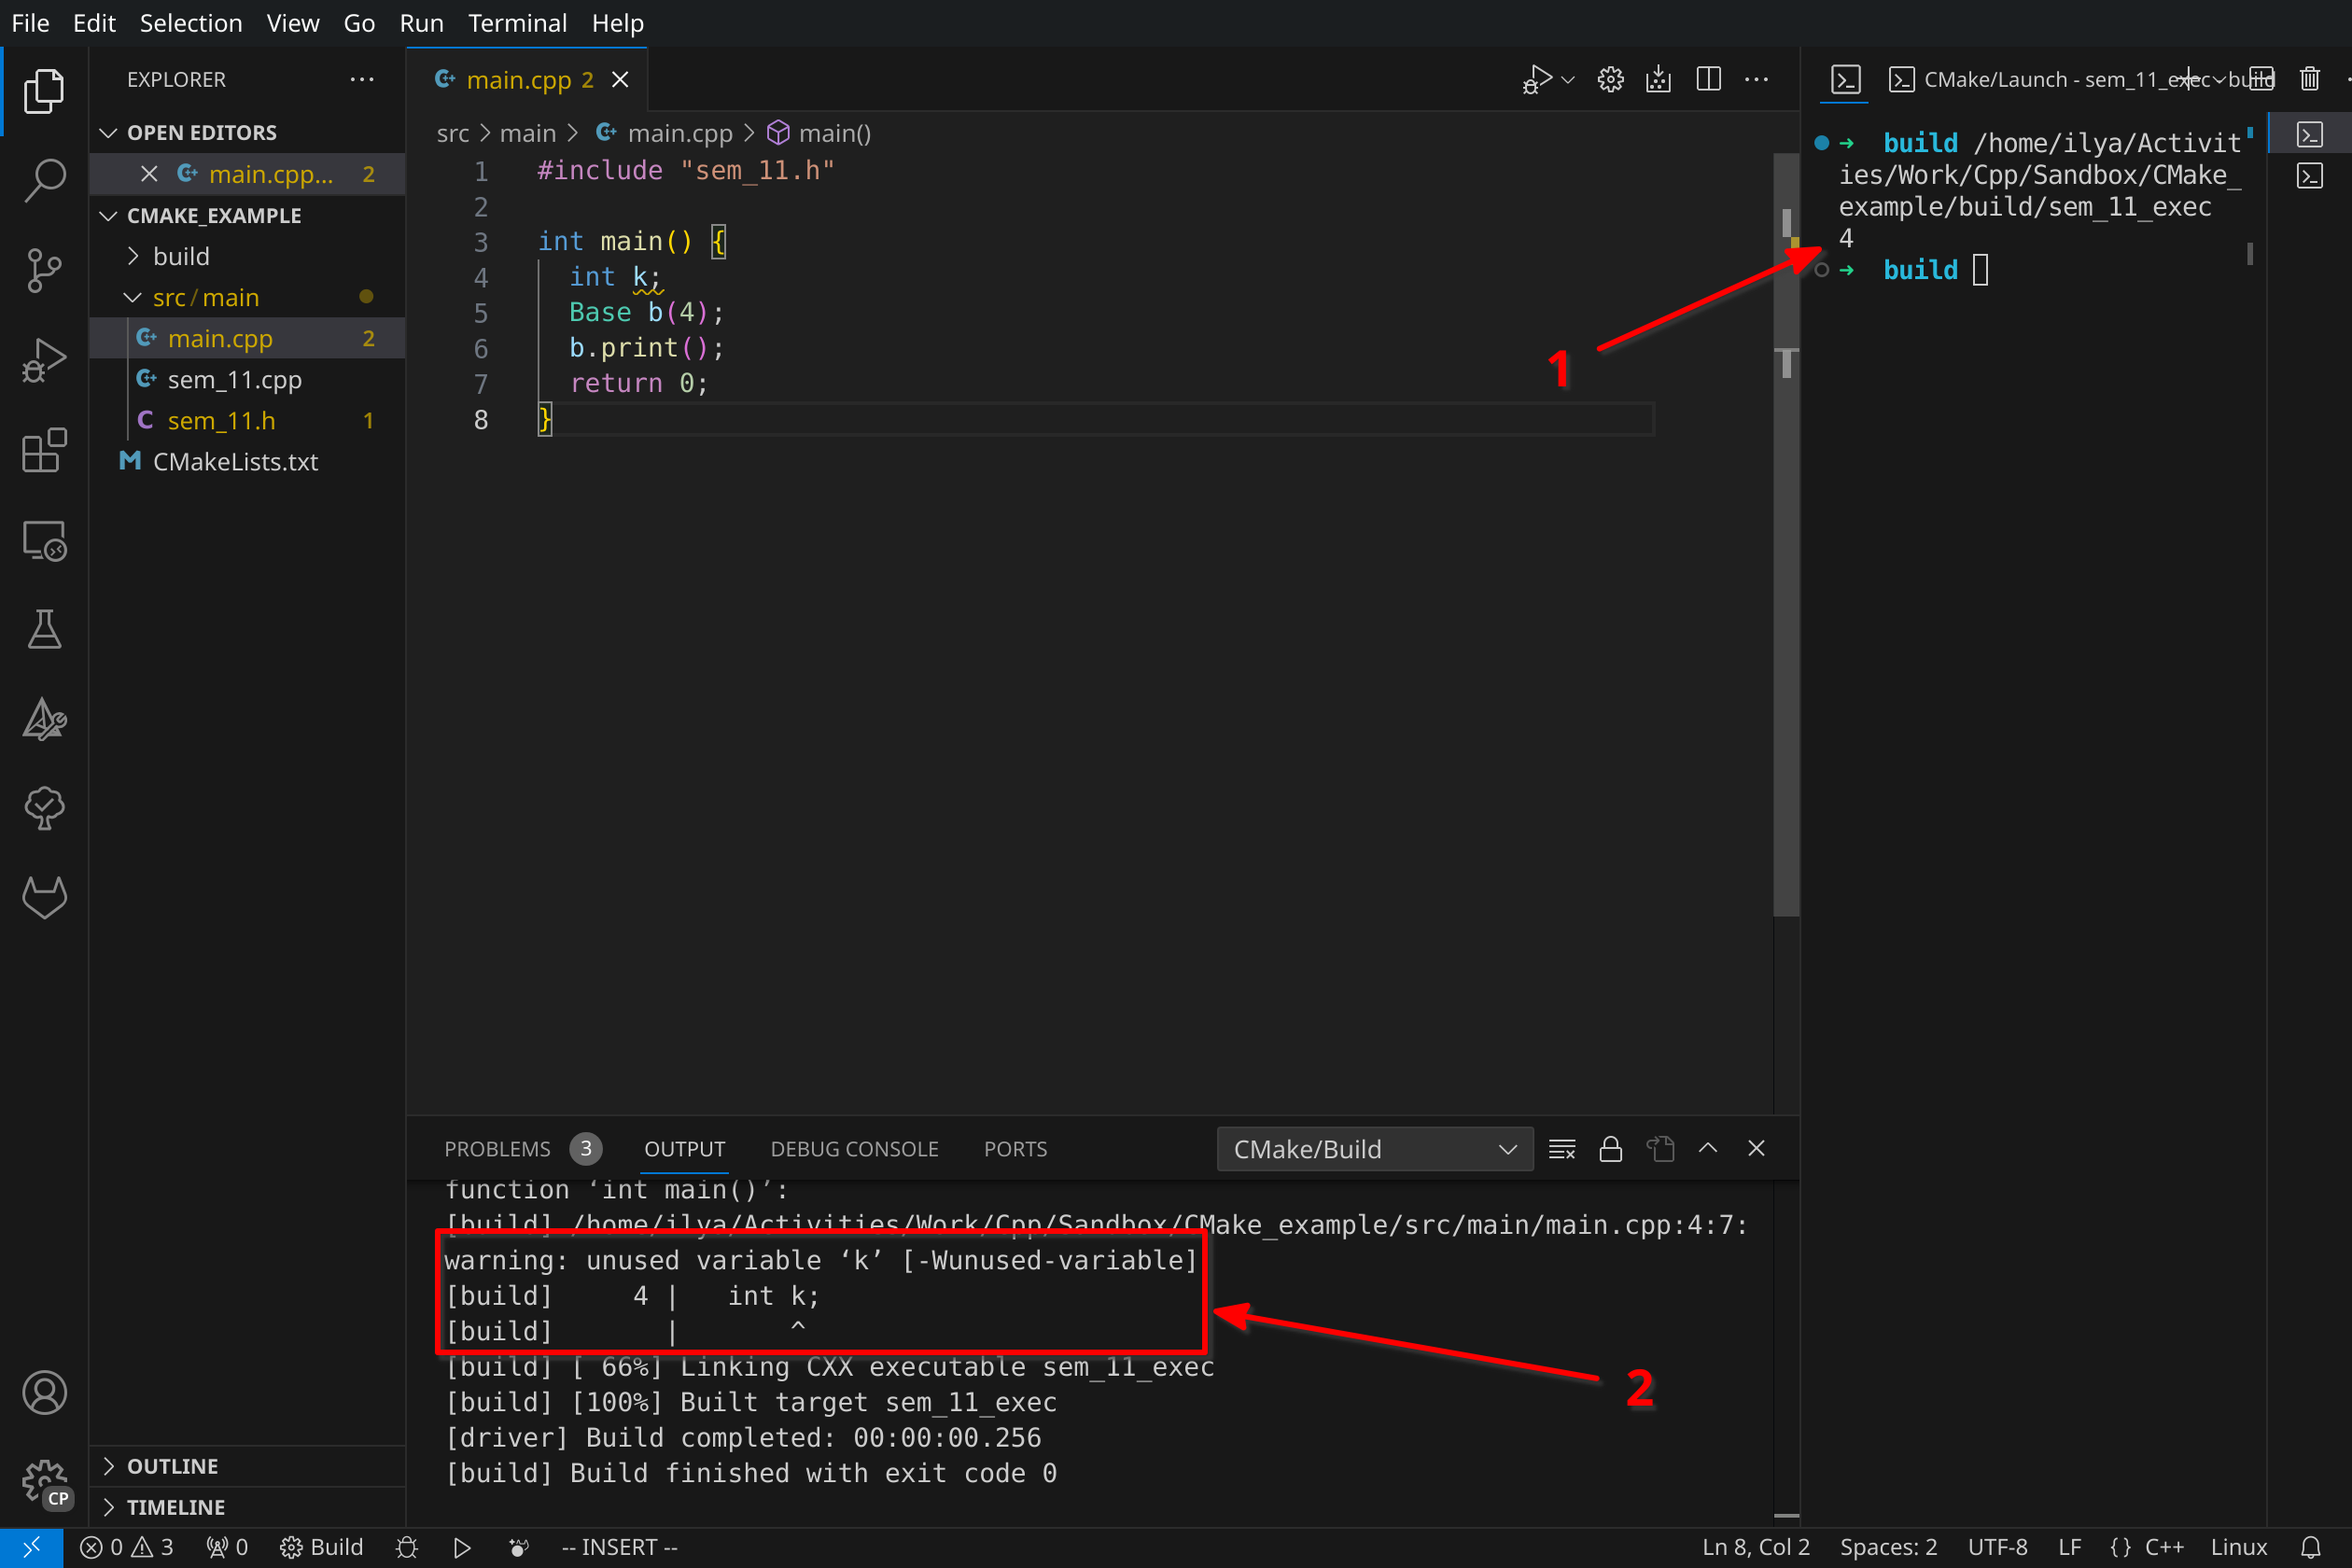 File Edit Selection View Go Run Terminal Help
EXPLORER
OPEN EDITORS
main.cpp... 2
CMAKE_EXAMPLE
build
src / main
main.cpp 2
sem_11.cpp
sem_11.h 1
CMakeLists.txt
OUTLINE
TIMELINE
CP
main.cpp 2
src > main > main.cpp > main()
1 #include "sem_11.h"
2
3 int main() {
4 int k;
5 Base b(4);
6 b.print();
7 return 0;
8 }
1
CMake/Launch - sem_11_exec build
build /home/ilya/Activit
ies/Work/Cpp/Sandbox/CMake_
example/build/sem_11_exec
4
build
PROBLEMS 3 OUTPUT DEBUG CONSOLE PORTS CMake/Build
function ‘int main()’:
[build] /home/ilya/Activities/Work/Cpp/Sandbox/CMake_example/src/main/main.cpp:4:7:
warning: unused variable ‘k’ [-Wunused-variable]
[build] 4 | int k;
[build] | ^
[build] [ 66%] Linking CXX executable sem_11_exec
[build] [100%] Built target sem_11_exec
[driver] Build completed: 00:00:00.256
[build] Build finished with exit code 0
2
0 3 0 Build -- INSERT -- Ln 8, Col 2 Spaces: 2 UTF-8 LF {} C++ Linux